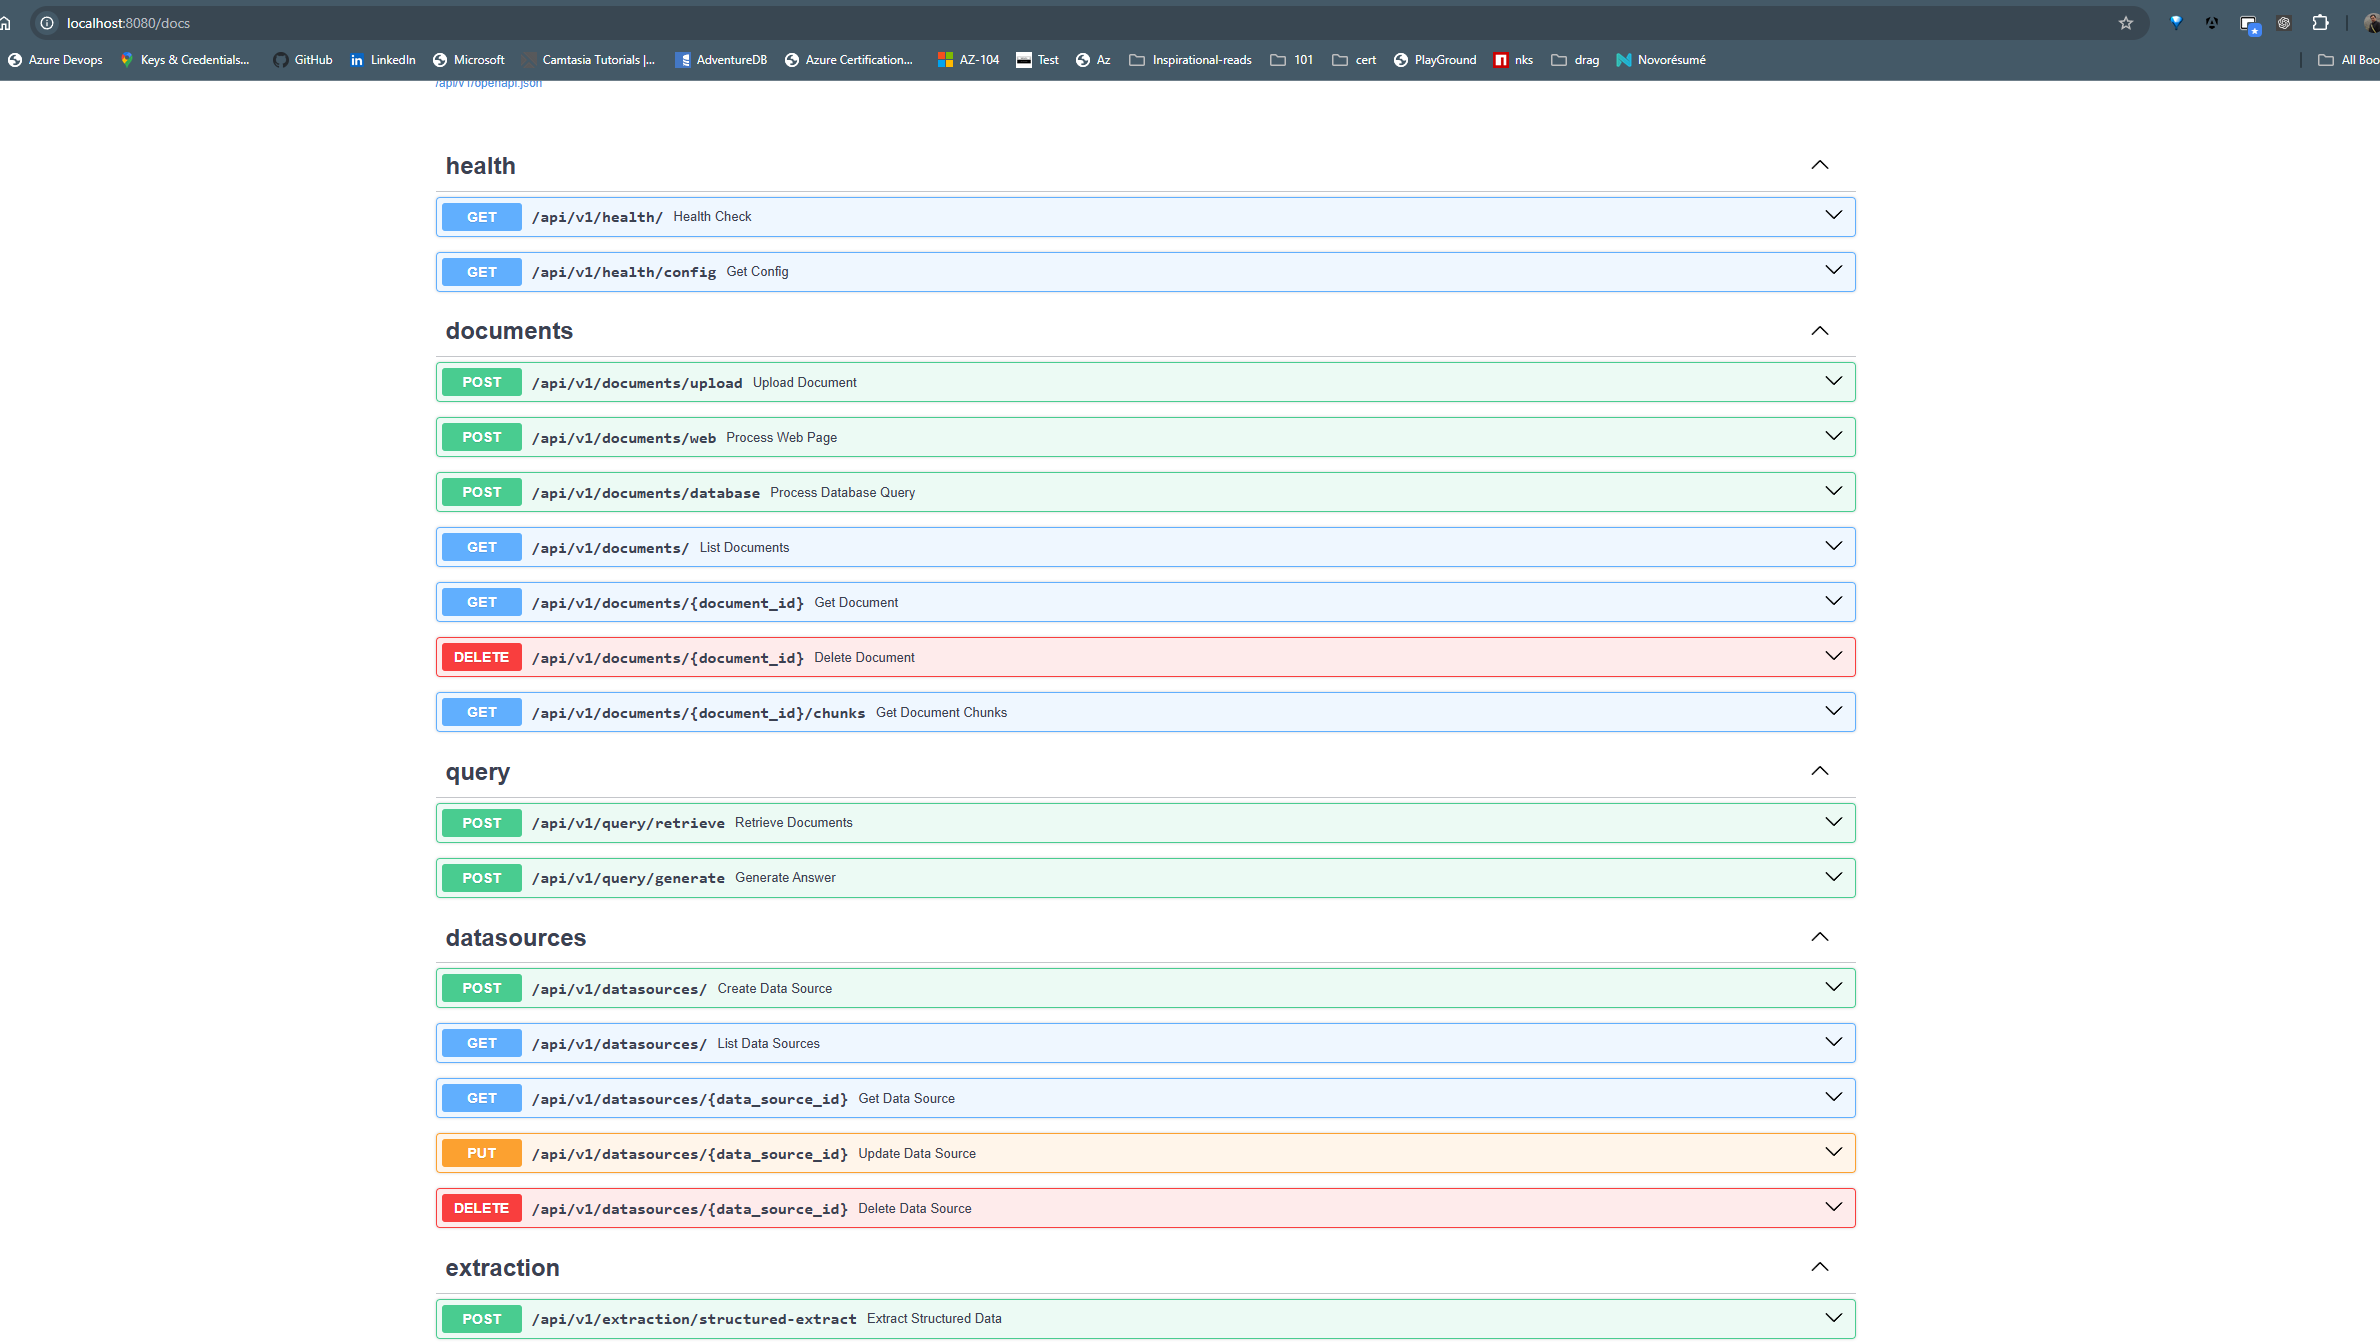 localhost:8080/docs
Azure Devops Keys & Credentials... GitHub LinkedIn Microsoft Camtasia Tutorials |... AdventureDB Azure Certification... AZ-104 Test Az Inspirational-reads 101 cert PlayGround nks drag Novorésumé All Boo
/api/v1/openapi.json
health
GET /api/v1/health/ Health Check
GET /api/v1/health/config Get Config
documents
POST /api/v1/documents/upload Upload Document
POST /api/v1/documents/web Process Web Page
POST /api/v1/documents/database Process Database Query
GET /api/v1/documents/ List Documents
GET /api/v1/documents/{document_id} Get Document
DELETE /api/v1/documents/{document_id} Delete Document
GET /api/v1/documents/{document_id}/chunks Get Document Chunks
query
POST /api/v1/query/retrieve Retrieve Documents
POST /api/v1/query/generate Generate Answer
datasources
POST /api/v1/datasources/ Create Data Source
GET /api/v1/datasources/ List Data Sources
GET /api/v1/datasources/{data_source_id} Get Data Source
PUT /api/v1/datasources/{data_source_id} Update Data Source
DELETE /api/v1/datasources/{data_source_id} Delete Data Source
extraction
POST /api/v1/extraction/structured-extract Extract Structured Data